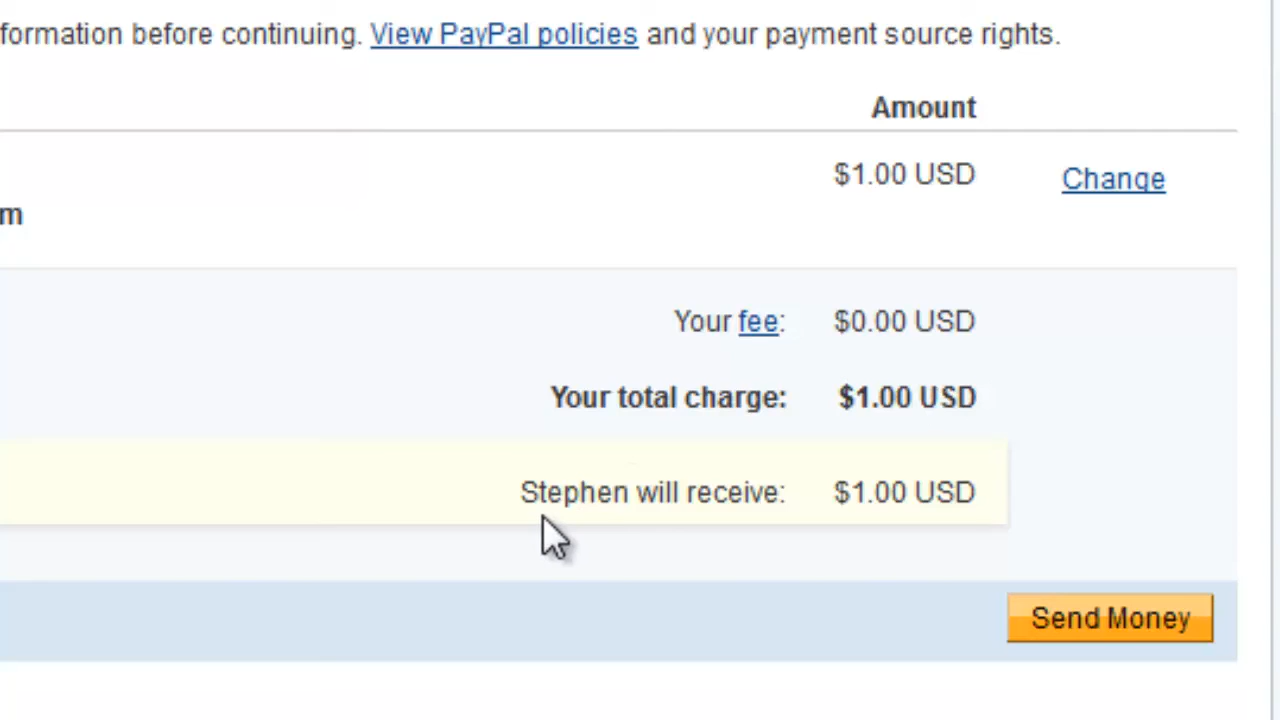 formation before continuing. View PayPal policies and your payment source rights.
Amount
$1.00 USD Change
m
Your fee: $0.00 USD
Your total charge: $1.00 USD
Stephen will receive: $1.00 USD
Send Money